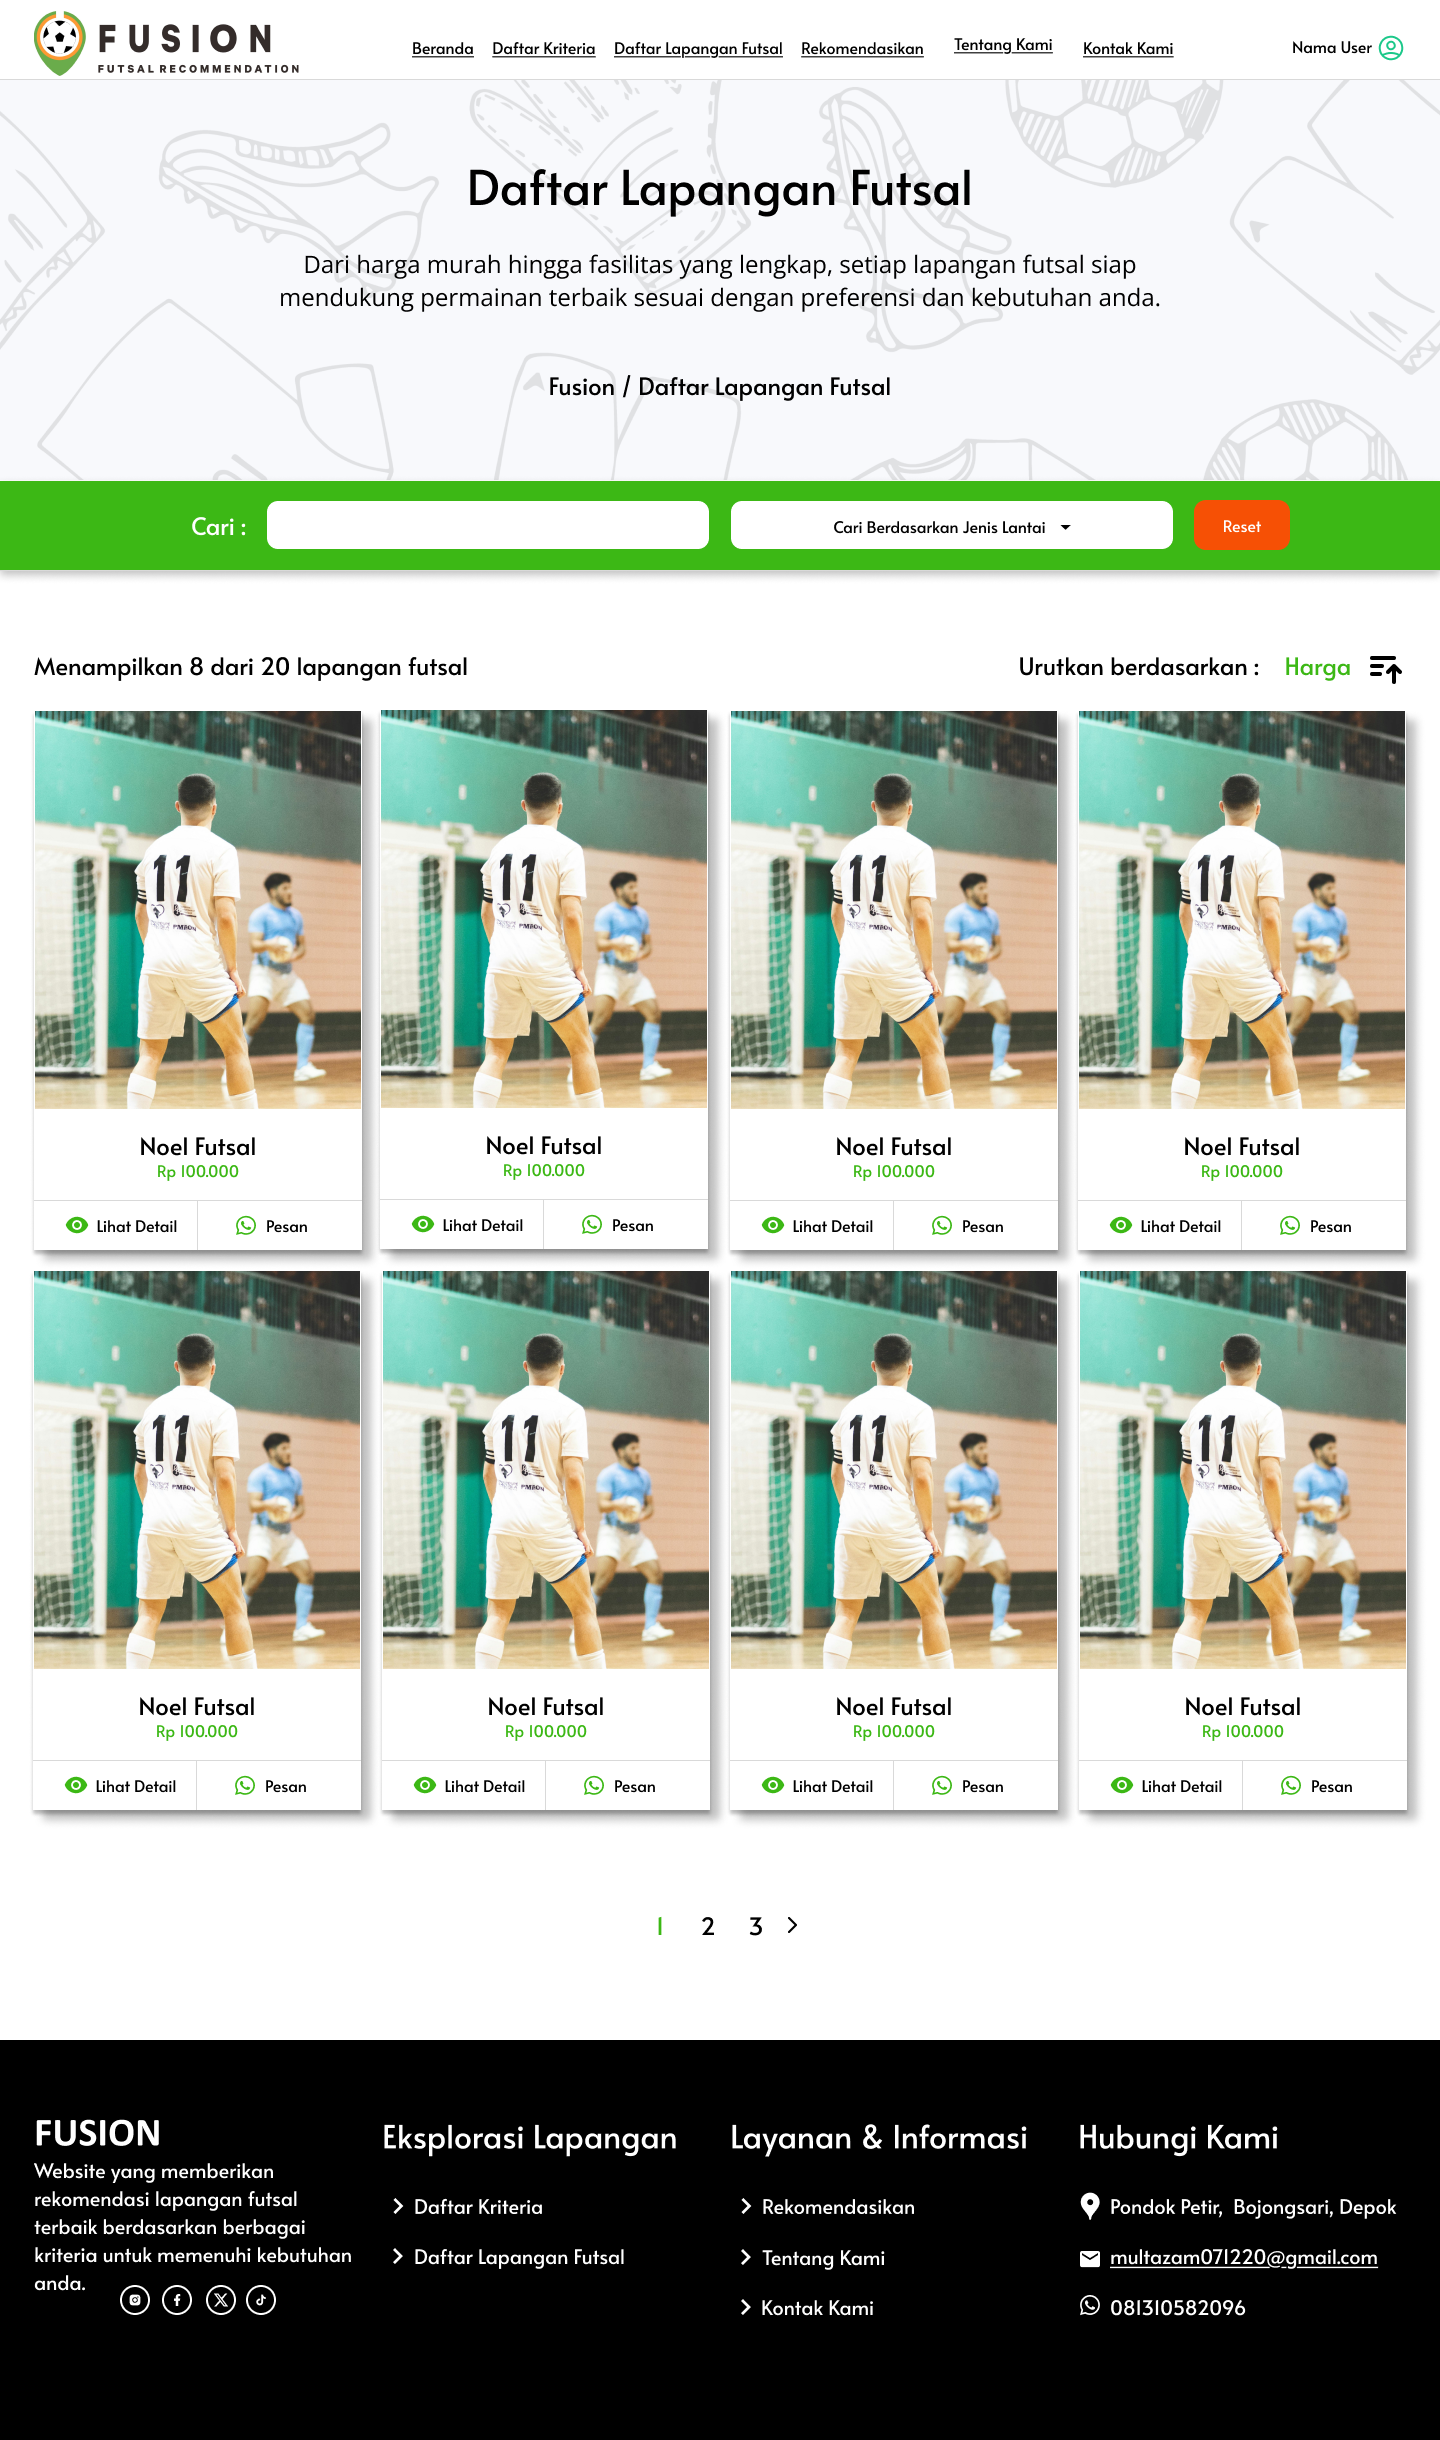 FUSION
FUTSAL RECOMMENDATION
Beranda
Daftar Kriteria
Daftar Lapangan Futsal
Rekomendasikan
Tentang Kami
Kontak Kami
Nama User
Daftar Lapangan Futsal
Dari harga murah hingga fasilitas yang lengkap, setiap lapangan futsal siap
mendukung permainan terbaik sesuai dengan preferensi dan kebutuhan anda.
Fusion / Daftar Lapangan Futsal
Cari :
Cari Berdasarkan Jenis Lantai
Reset
Menampilkan 8 dari 20 lapangan futsal
Urutkan berdasarkan :
Harga
11
11
11
11
Noel Futsal
Rp 100.000
Lihat Detail
Pesan
Noel Futsal
Rp 100.000
Lihat Detail
Pesan
Noel Futsal
Rp 100.000
Lihat Detail
Pesan
Noel Futsal
Rp 100.000
Lihat Detail
Pesan
11
11
11
11
Noel Futsal
Rp 100.000
Lihat Detail
Pesan
Noel Futsal
Rp 100.000
Lihat Detail
Pesan
Noel Futsal
Rp 100.000
Lihat Detail
Pesan
Noel Futsal
Rp 100.000
Lihat Detail
Pesan
1 2 3
FUSION
Website yang memberikan
rekomendasi lapangan futsal
terbaik berdasarkan berbagai
kriteria untuk memenuhi kebutuhan
anda.
Eksplorasi Lapangan
Daftar Kriteria
Daftar Lapangan Futsal
Layanan & Informasi
Rekomendasikan
Tentang Kami
Kontak Kami
Hubungi Kami
Pondok Petir,  Bojongsari, Depok
multazam071220@gmail.com
081310582096